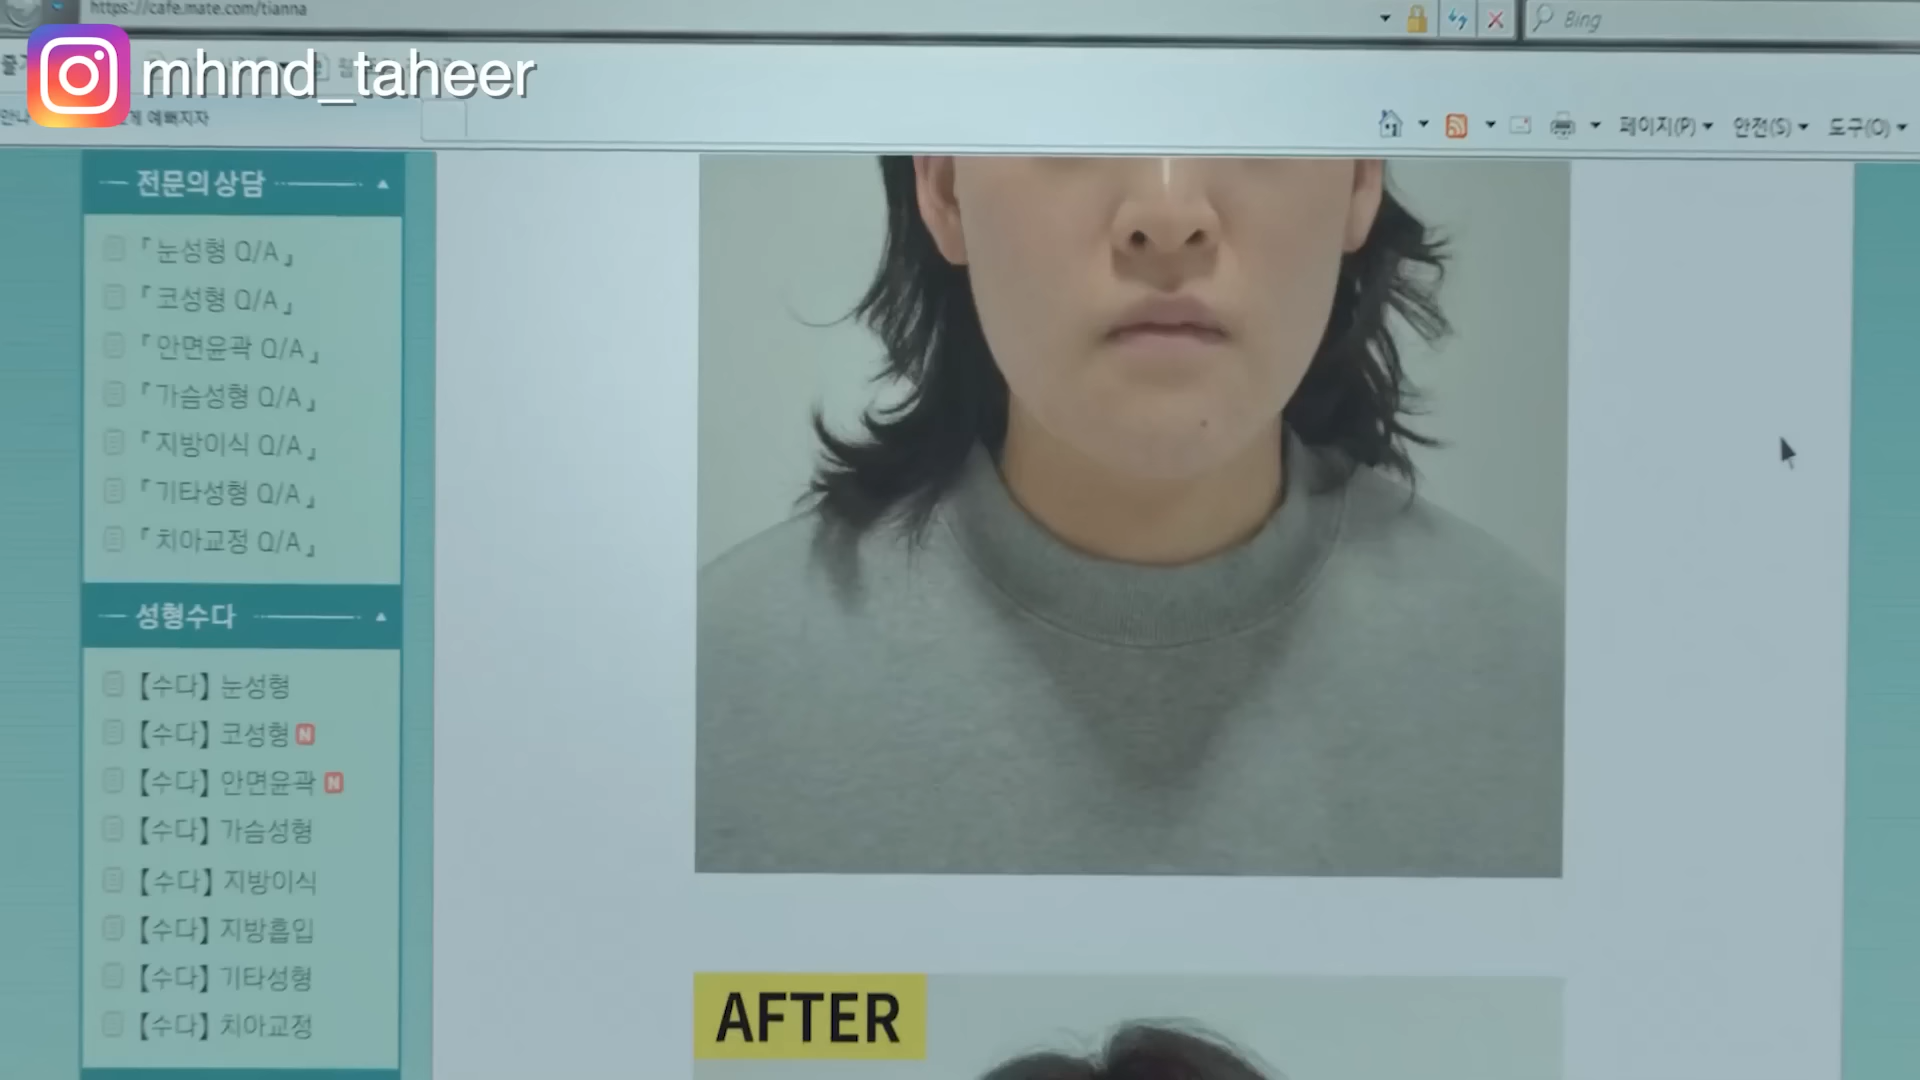 https://cafe.mate.com/tianna
Bing
mhmd_taheer
예뻐지자
페이지(P)
안전(S)
도구(O)
전문의상담
「눈성형 Q/A」
「코성형 Q/A」
「안면윤곽 Q/A」
「가슴성형 Q/A」
「지방이식 Q/A」
「기타성형 Q/A」
「치아교정 Q/A」
성형수다
【수다】눈성형
【수다】코성형 N
【수다】안면윤곽 N
【수다】가슴성형
【수다】지방이식
【수다】지방흡입
【수다】기타성형
【수다】치아교정
AFTER